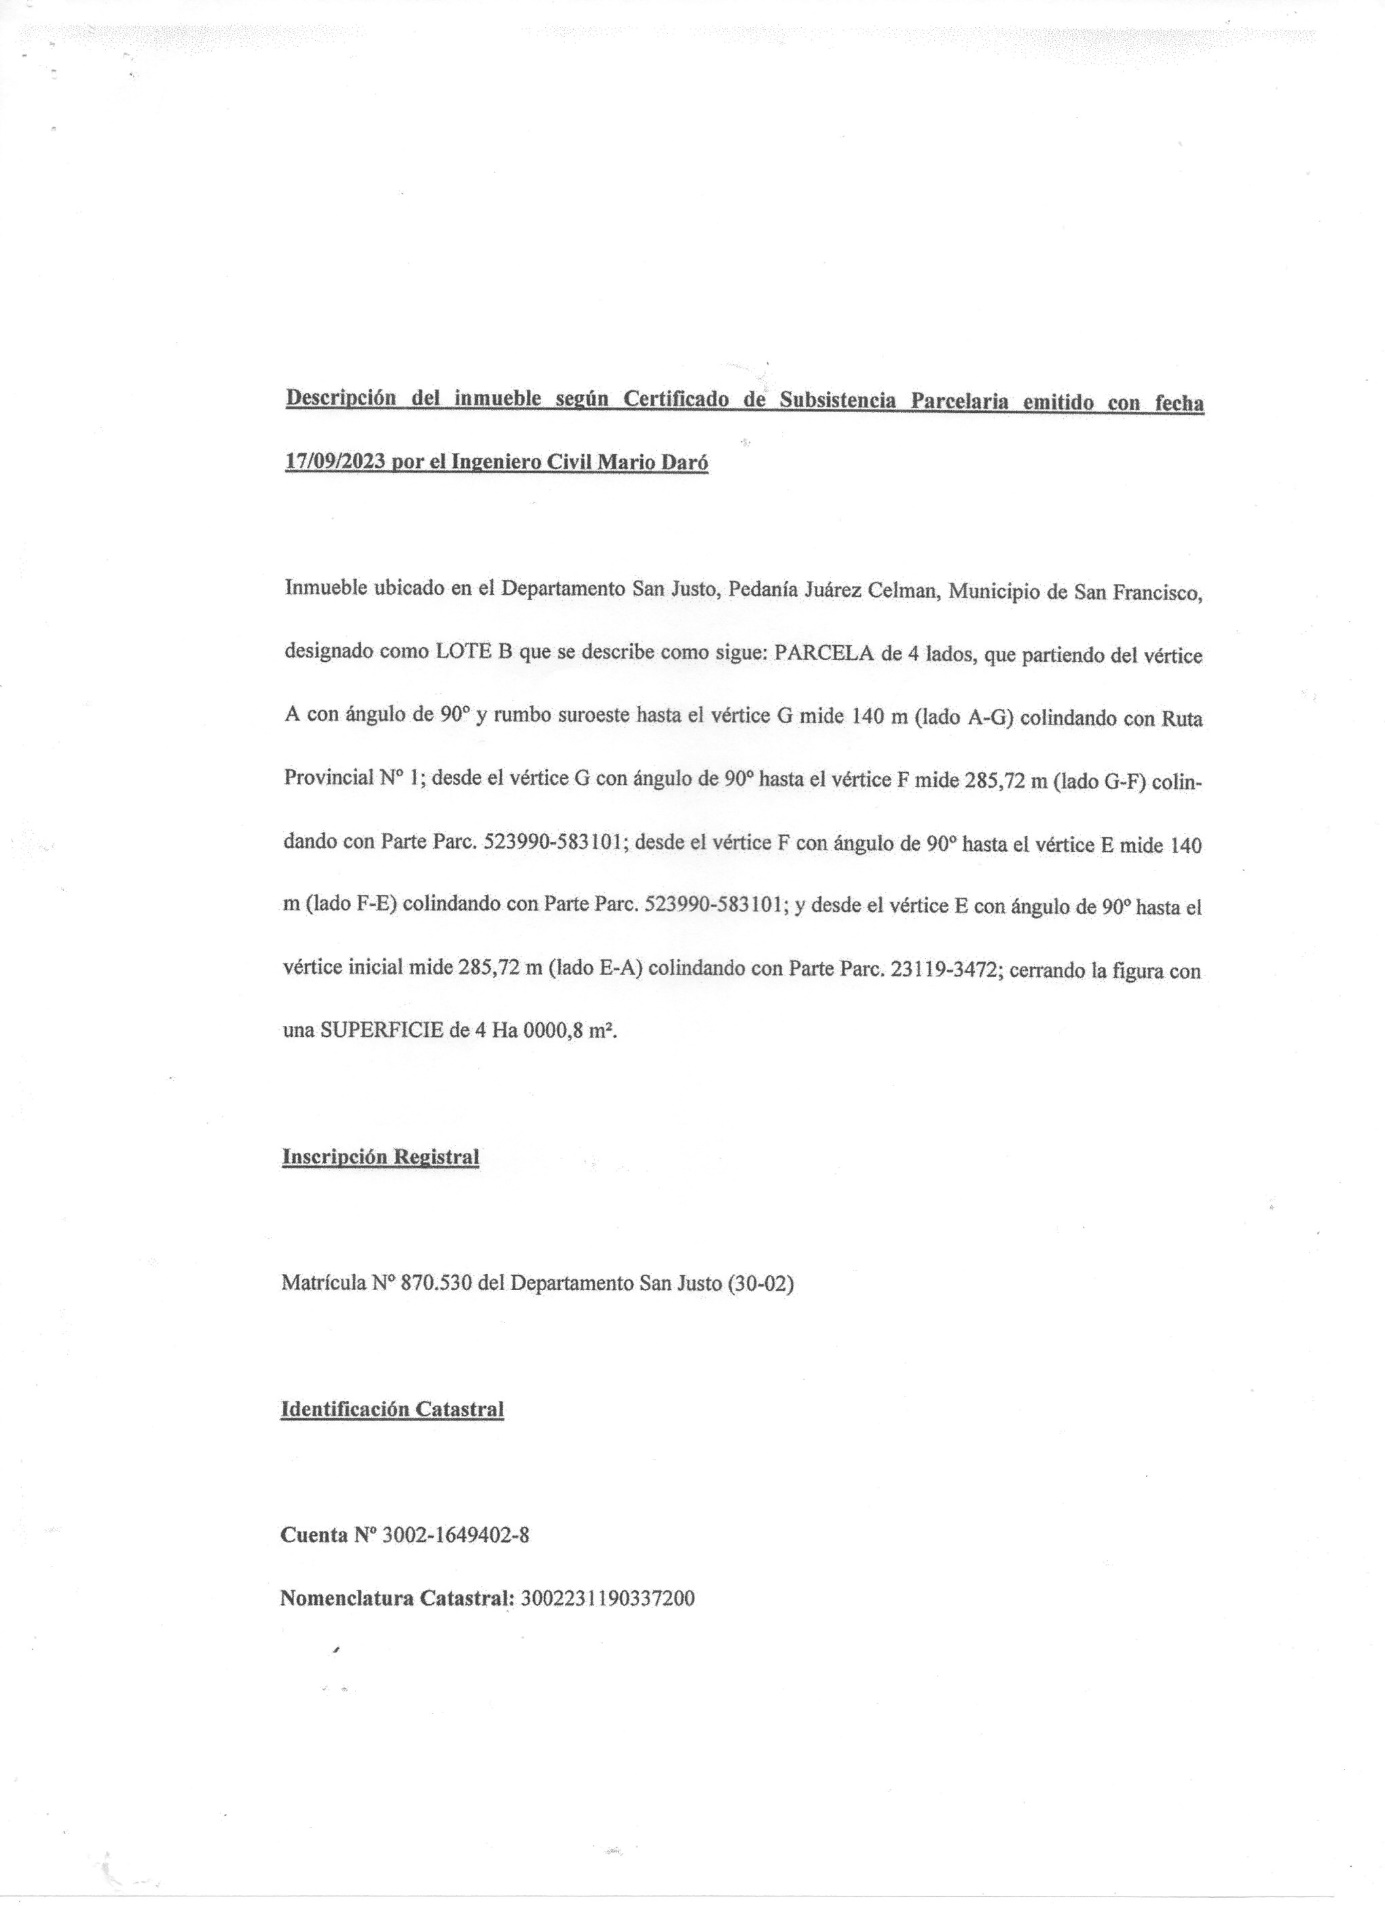 Descripción del inmueble según Certificado de Subsistencia Parcelaria emitido con fecha
17/09/2023 por el Ingeniero Civil Mario Daró
Inmueble ubicado en el Departamento San Justo, Pedanía Juárez Celman, Municipio de San Francisco,
designado como LOTE B que se describe como sigue: PARCELA de 4 lados, que partiendo del vértice
A con ángulo de 90° y rumbo suroeste hasta el vértice G mide 140 m (lado A-G) colindando con Ruta
Provincial N° 1; desde el vértice G con ángulo de 90° hasta el vértice F mide 285,72 m (lado G-F) colin-
dando con Parte Parc. 523990-583101; desde el vértice F con ángulo de 90° hasta el vértice E mide 140
m (lado F-E) colindando con Parte Parc. 523990-583101; y desde el vértice E con ángulo de 90° hasta el
vértice inicial mide 285,72 m (lado E-A) colindando con Parte Parc. 23119-3472; cerrando la figura con
una SUPERFICIE de 4 Ha 0000,8 m².
Inscripción Registral
Matrícula N° 870.530 del Departamento San Justo (30-02)
Identificación Catastral
Cuenta N° 3002-1649402-8
Nomenclatura Catastral: 3002231190337200